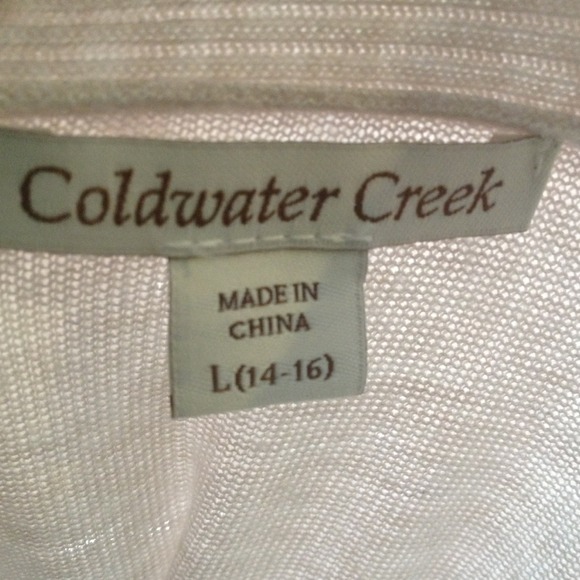 Coldwater Creek
MADE IN
CHINA
L(14-16)